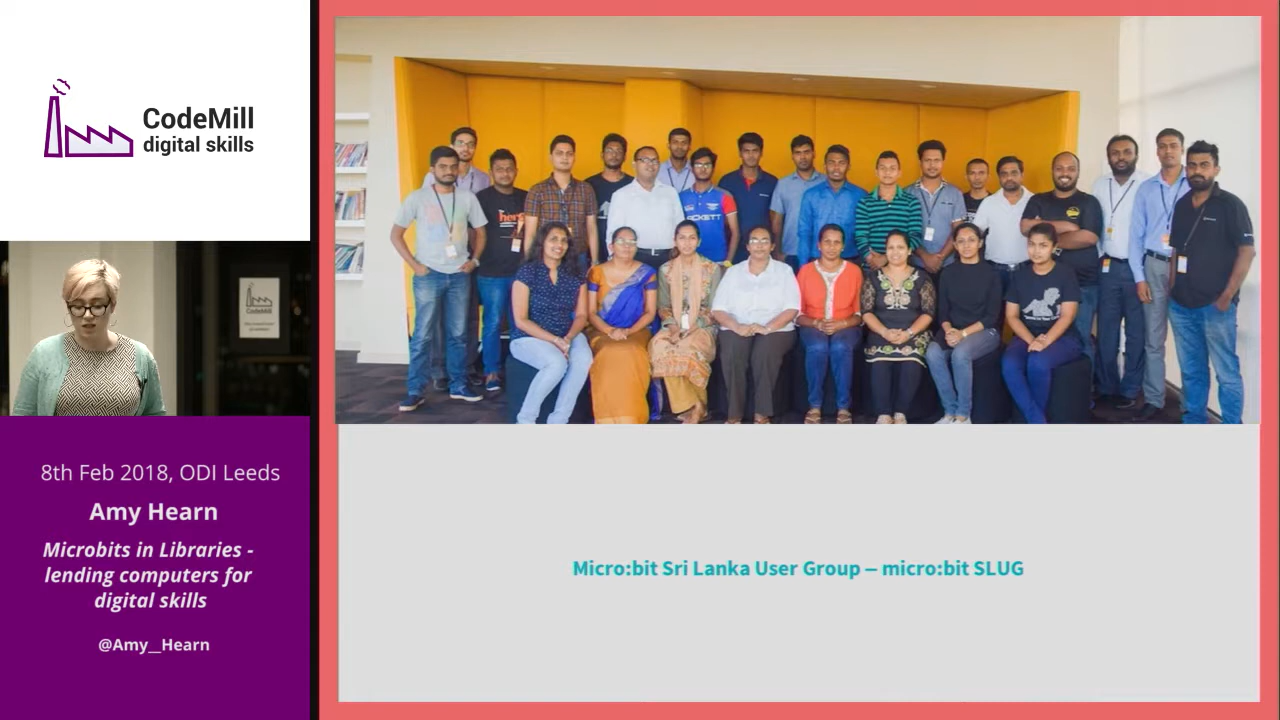 CodeMill
digital skills
CodeMill
8th Feb 2018, ODI Leeds
Amy Hearn
Microbits in Libraries -
lending computers for
digital skills
@Amy__Hearn
Micro:bit Sri Lanka User Group – micro:bit SLUG